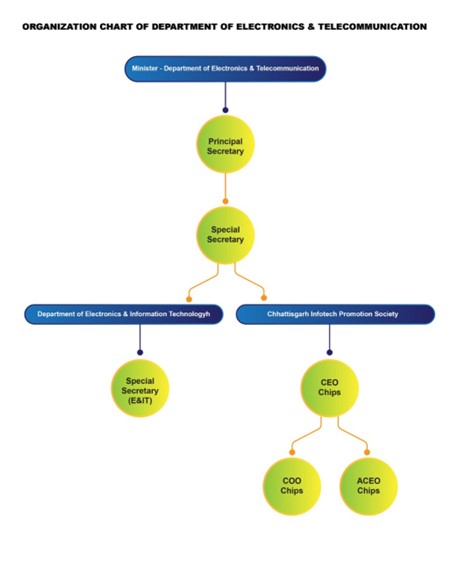 ORGANIZATION CHART OF DEPARTMENT OF ELECTRONICS & TELECOMMUNICATION
Minister - Department of Electronics & Telecommunication
Principal
Secretary
Special
Secretary
Department of Electronics & Information Technologyh
Chhattisgarh Infotech Promotion Society
Special
Secretary
(E&IT)
CEO
Chips
COO
Chips
ACEO
Chips